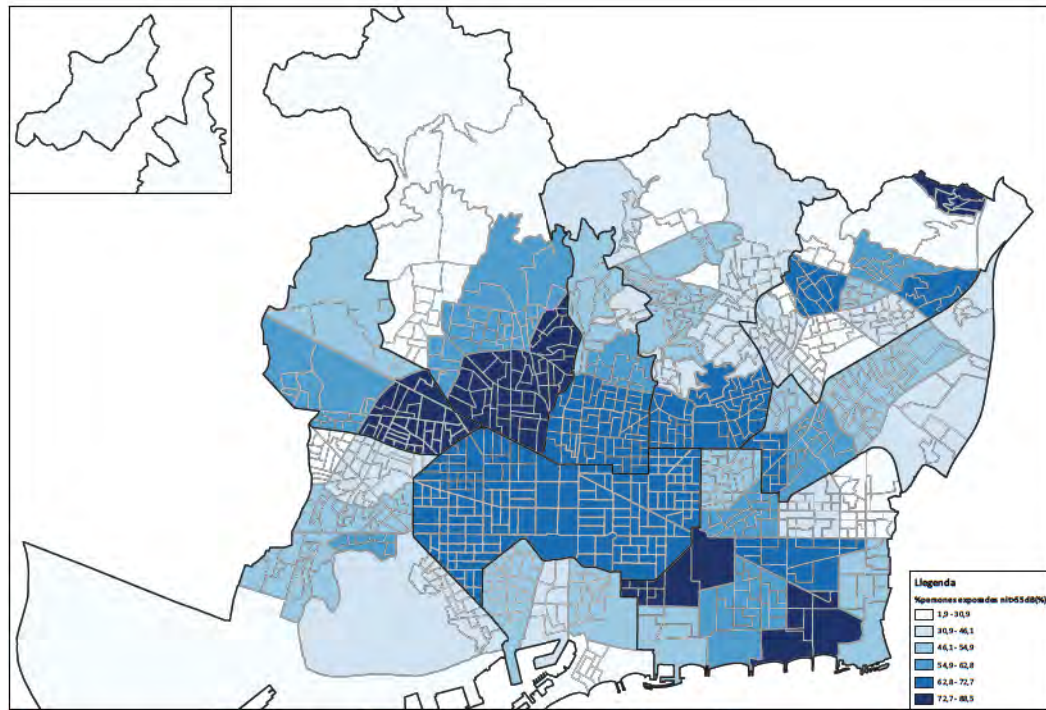 Llegenda
%persones exposades nit>55dB(%)
1,9 - 30,9
30,9 - 46,1
46,1 - 54,9
54,9 - 62,8
62,8 - 72,7
72,7 - 88,5